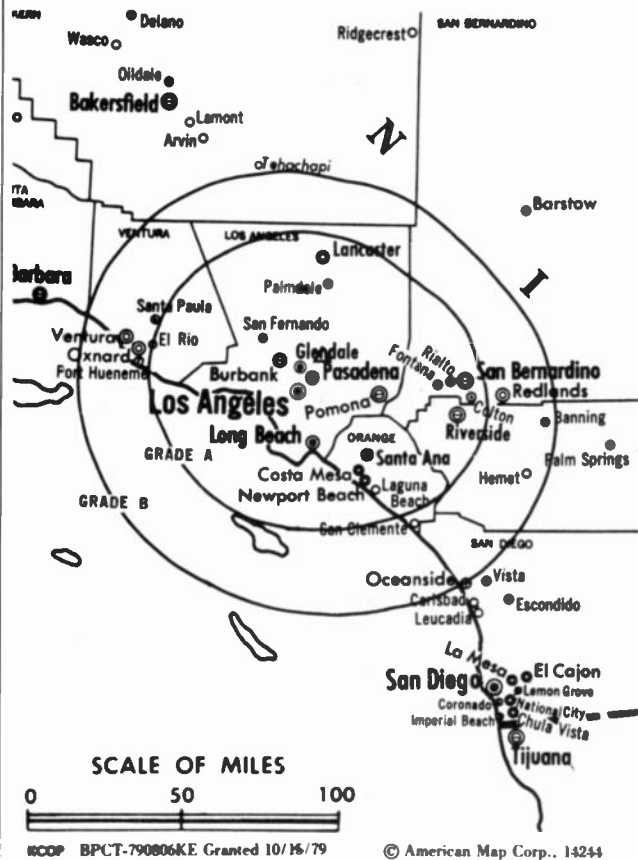 KERN
Delano
SAN BERNARDINO
Wasco
Ridgecrest
Oildale
Bakersfield
Lamont
Arvin
N
Tehachapi
BARA
Barstow
VENTURA
LOS ANGELES
Lancaster
I
Barbara
Palmdale
Santa Paula
San Fernando
Ventura
El Rio
Oxnard
Glendale
Rialto
Fort Hueneme
Burbank
Pasadena
Fontana
San Bernardino
Los Angeles
Pomona
Colton
Redlands
Banning
Long Beach
ORANGE
Riverside
GRADE A
Santa Ana
Palm Springs
Costa Mesa
Hemet
Newport Beach
Laguna
Beach
GRADE B
San Clemente
SAN DIEGO
Oceanside
Vista
Carlsbad
Escondido
Leucadia
La Mesa
El Cajon
San Diego
Lemon Grove
Coronado
National City
Imperial Beach
Chula Vista
Tijuana
SCALE OF MILES
0 50 100
KCOP BPCT-790806KE Granted 10/16/79
© American Map Corp., 14244